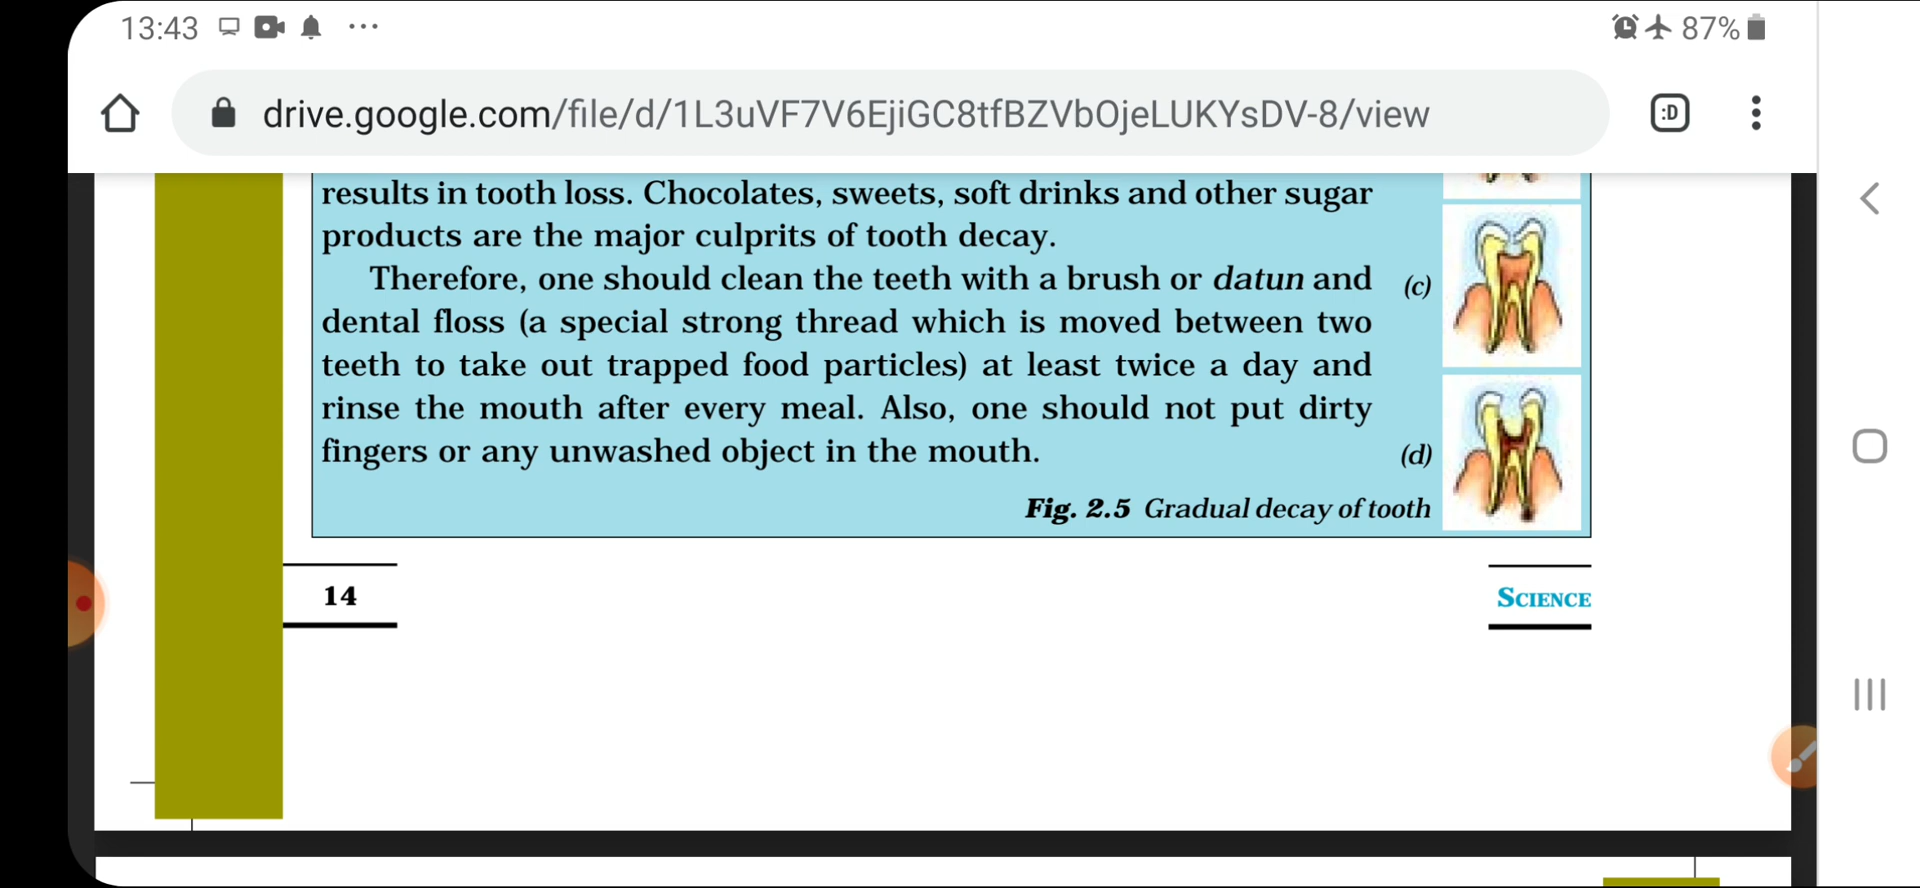 13:43
87%
drive.google.com/file/d/1L3uVF7V6EjiGC8tfBZVbOjeLUKYsDV-8/view
:D
results in tooth loss. Chocolates, sweets, soft drinks and other sugar
products are the major culprits of tooth decay.
Therefore, one should clean the teeth with a brush or datun and
dental floss (a special strong thread which is moved between two
teeth to take out trapped food particles) at least twice a day and
rinse the mouth after every meal. Also, one should not put dirty
fingers or any unwashed object in the mouth.
(c)
(d)
Fig. 2.5 Gradual decay of tooth
14
SCIENCE